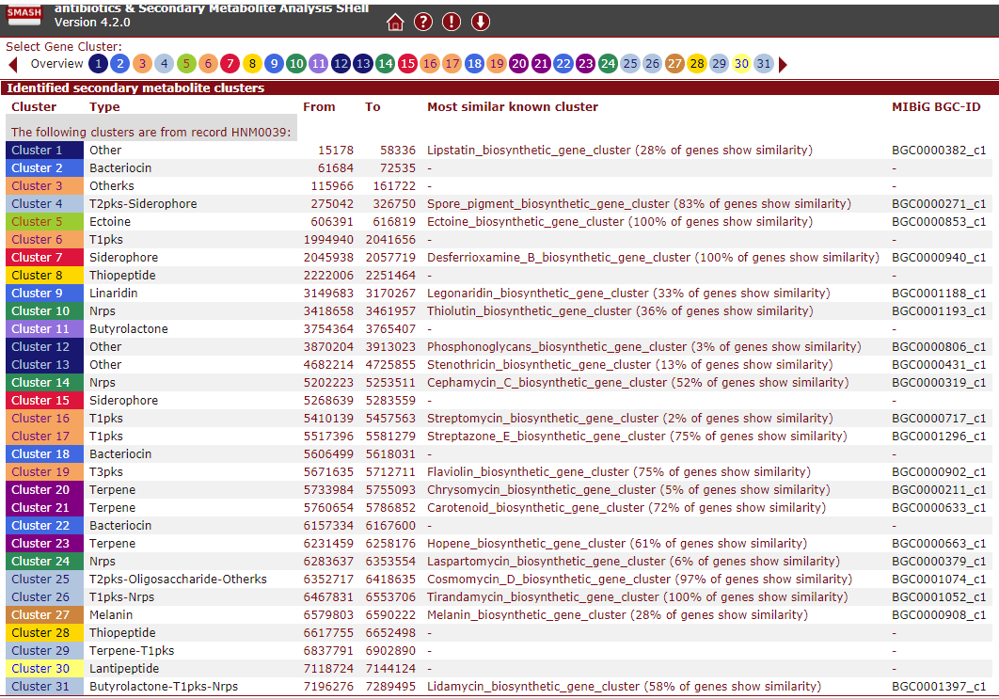 SMASH
antibiotics & Secondary Metabolite Analysis SHell
Version 4.2.0
Select Gene Cluster:
Overview 1 2 3 4 5 6 7 8 9 10 11 12 13 14 15 16 17 18 19 20 21 22 23 24 25 26 27 28 29 30 31
Identified secondary metabolite clusters
Cluster Type From To Most similar known cluster MIBiG BGC-ID
The following clusters are from record HNM0039:
Cluster 1 Other 15178 58336 Lipstatin_biosynthetic_gene_cluster (28% of genes show similarity) BGC0000382_c1
Cluster 2 Bacteriocin 61684 72535 - -
Cluster 3 Otherks 115966 161722 - -
Cluster 4 T2pks-Siderophore 275042 326750 Spore_pigment_biosynthetic_gene_cluster (83% of genes show similarity) BGC0000271_c1
Cluster 5 Ectoine 606391 616819 Ectoine_biosynthetic_gene_cluster (100% of genes show similarity) BGC0000853_c1
Cluster 6 T1pks 1994940 2041656 - -
Cluster 7 Siderophore 2045938 2057719 Desferrioxamine_B_biosynthetic_gene_cluster (100% of genes show similarity) BGC0000940_c1
Cluster 8 Thiopeptide 2222006 2251464 - -
Cluster 9 Linaridin 3149683 3170267 Legonaridin_biosynthetic_gene_cluster (33% of genes show similarity) BGC0001188_c1
Cluster 10 Nrps 3418658 3461957 Thiolutin_biosynthetic_gene_cluster (36% of genes show similarity) BGC0001193_c1
Cluster 11 Butyrolactone 3754364 3765407 - -
Cluster 12 Other 3870204 3913023 Phosphonoglycans_biosynthetic_gene_cluster (3% of genes show similarity) BGC0000806_c1
Cluster 13 Other 4682214 4725855 Stenothricin_biosynthetic_gene_cluster (13% of genes show similarity) BGC0000431_c1
Cluster 14 Nrps 5202223 5253511 Cephamycin_C_biosynthetic_gene_cluster (52% of genes show similarity) BGC0000319_c1
Cluster 15 Siderophore 5268639 5283559 - -
Cluster 16 T1pks 5410139 5457563 Streptomycin_biosynthetic_gene_cluster (2% of genes show similarity) BGC0000717_c1
Cluster 17 T1pks 5517396 5581279 Streptazone_E_biosynthetic_gene_cluster (75% of genes show similarity) BGC0001296_c1
Cluster 18 Bacteriocin 5606499 5618031 - -
Cluster 19 T3pks 5671635 5712711 Flaviolin_biosynthetic_gene_cluster (75% of genes show similarity) BGC0000902_c1
Cluster 20 Terpene 5733984 5755093 Chrysomycin_biosynthetic_gene_cluster (5% of genes show similarity) BGC0000211_c1
Cluster 21 Terpene 5760654 5786852 Carotenoid_biosynthetic_gene_cluster (72% of genes show similarity) BGC0000633_c1
Cluster 22 Bacteriocin 6157334 6167600 - -
Cluster 23 Terpene 6231459 6258176 Hopene_biosynthetic_gene_cluster (61% of genes show similarity) BGC0000663_c1
Cluster 24 Nrps 6283637 6353554 Laspartomycin_biosynthetic_gene_cluster (6% of genes show similarity) BGC0000379_c1
Cluster 25 T2pks-Oligosaccharide-Otherks 6352717 6418635 Cosmomycin_D_biosynthetic_gene_cluster (97% of genes show similarity) BGC0001074_c1
Cluster 26 T1pks-Nrps 6467831 6553706 Tirandamycin_biosynthetic_gene_cluster (100% of genes show similarity) BGC0001052_c1
Cluster 27 Melanin 6579803 6590222 Melanin_biosynthetic_gene_cluster (28% of genes show similarity) BGC0000908_c1
Cluster 28 Thiopeptide 6617755 6652498 - -
Cluster 29 Terpene-T1pks 6837791 6902890 - -
Cluster 30 Lantipeptide 7118724 7144124 - -
Cluster 31 Butyrolactone-T1pks-Nrps 7196276 7289495 Lidamycin_biosynthetic_gene_cluster (58% of genes show similarity) BGC0001397_c1